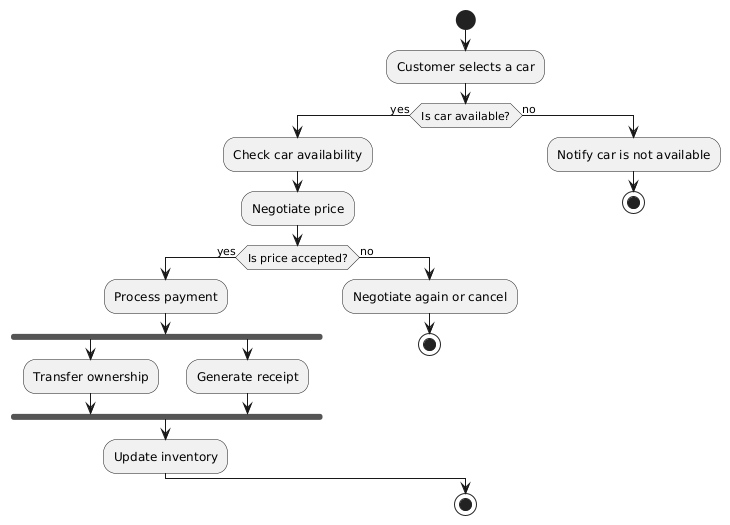 Customer selects a car
yes
Is car available?
no
Check car availability
Notify car is not available
Negotiate price
yes
Is price accepted?
no
Process payment
Negotiate again or cancel
Transfer ownership
Generate receipt
Update inventory